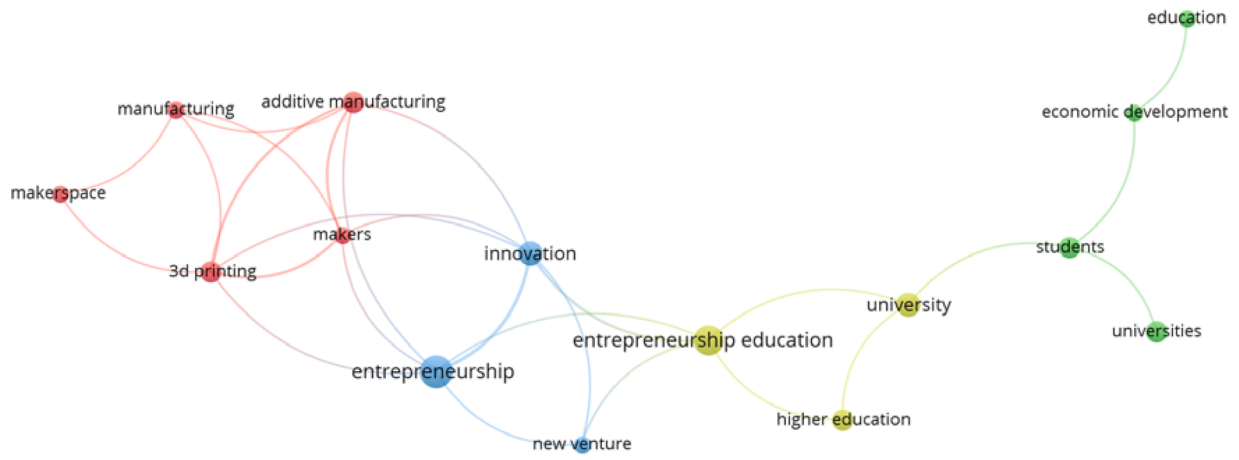 education
manufacturing
additive manufacturing
economic development
makerspace
makers
students
innovation
3d printing
university
universities
entrepreneurship education
entrepreneurship
higher education
new venture